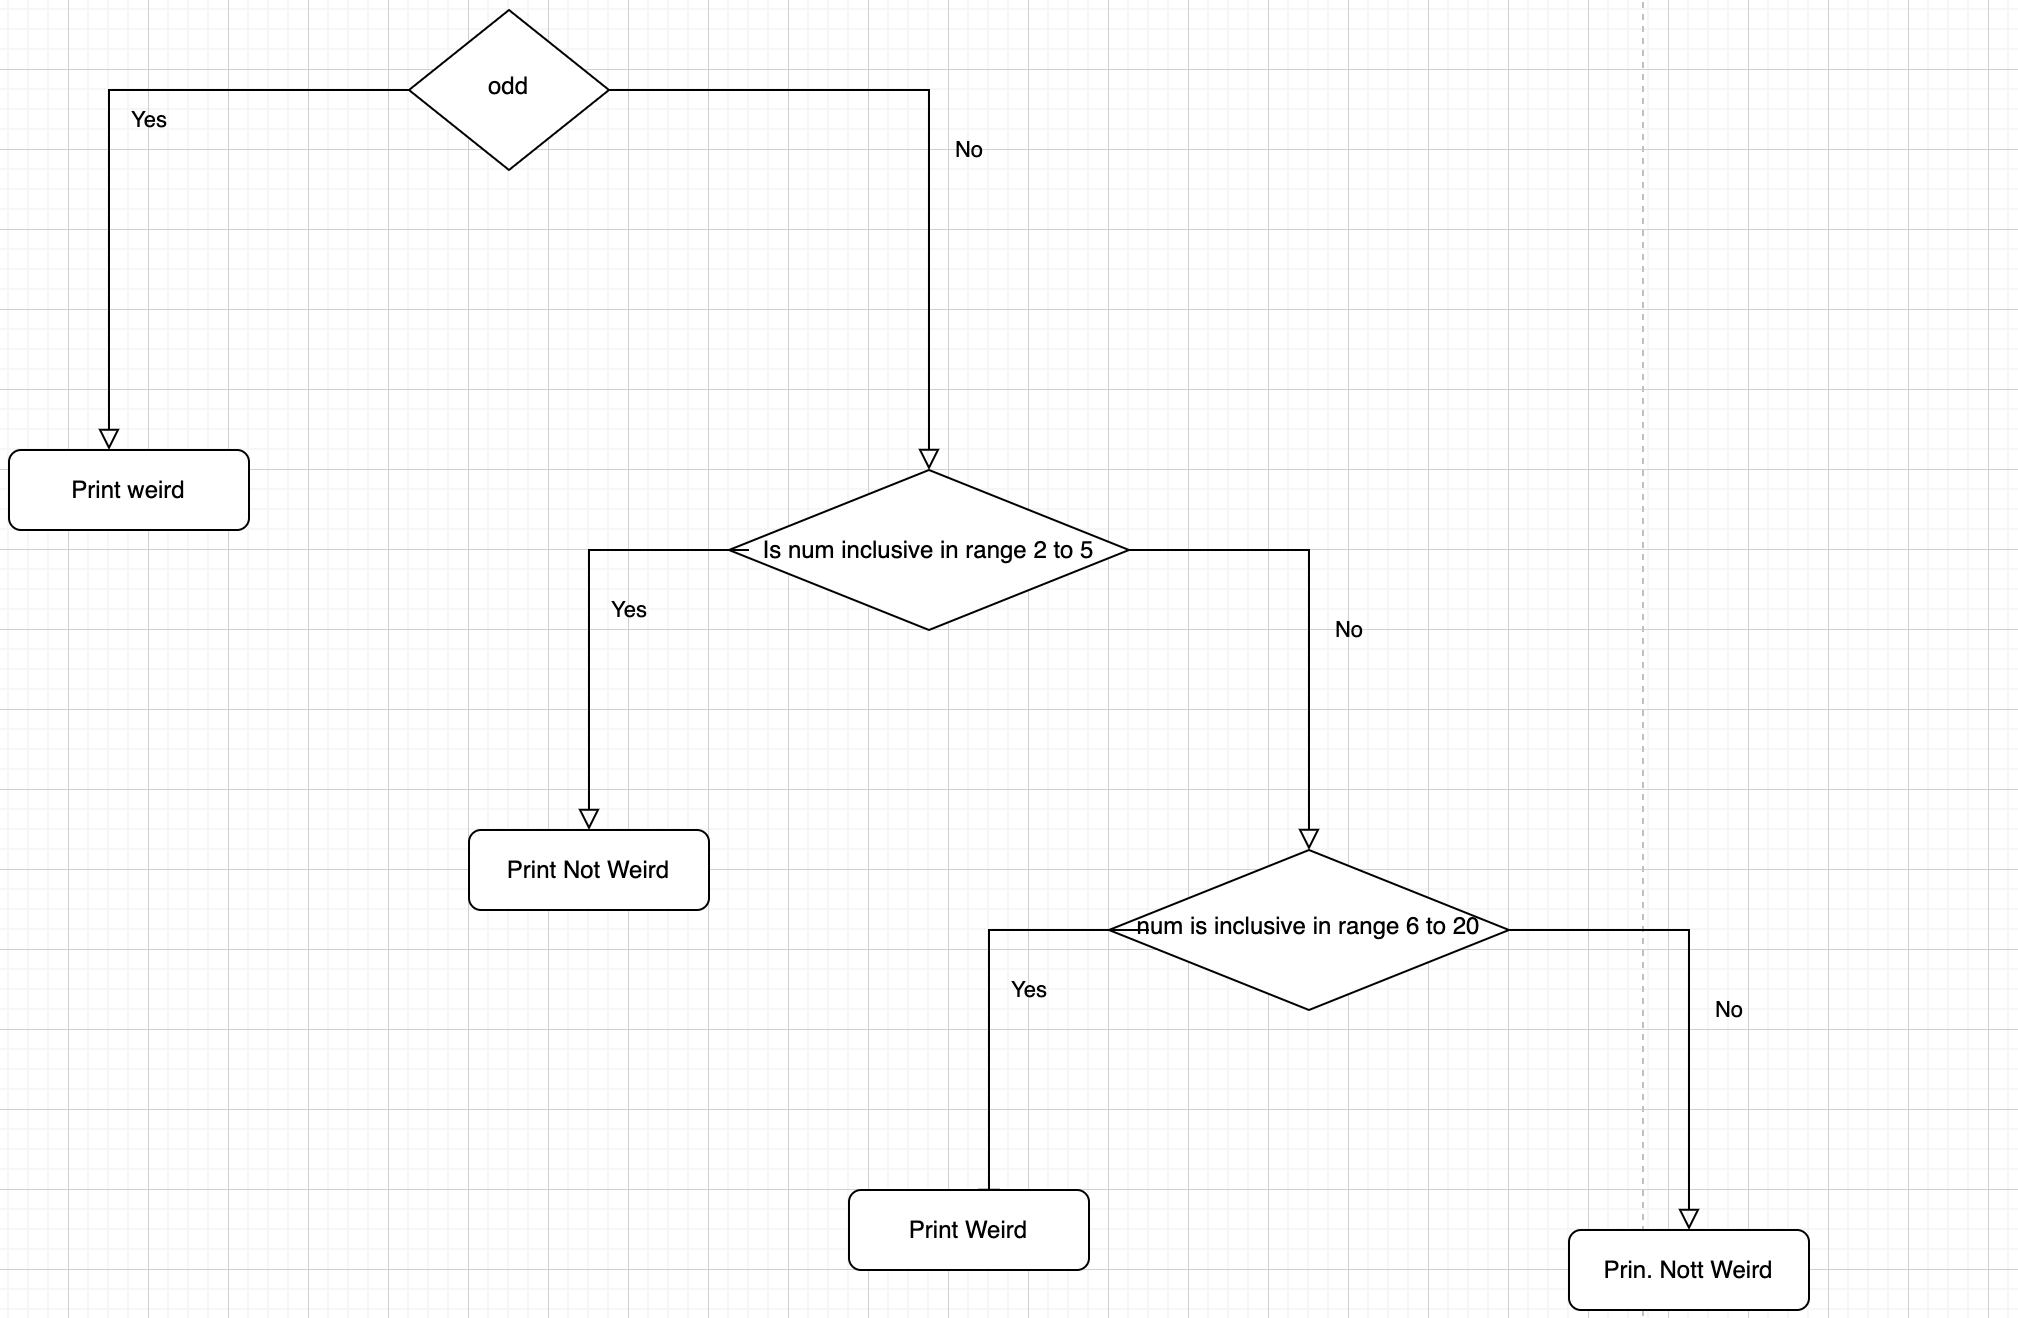 odd
Yes
No
Print weird
Is num inclusive in range 2 to 5
Yes
No
Print Not Weird
num is inclusive in range 6 to 20
Yes
No
Print Weird
Prin. Nott Weird